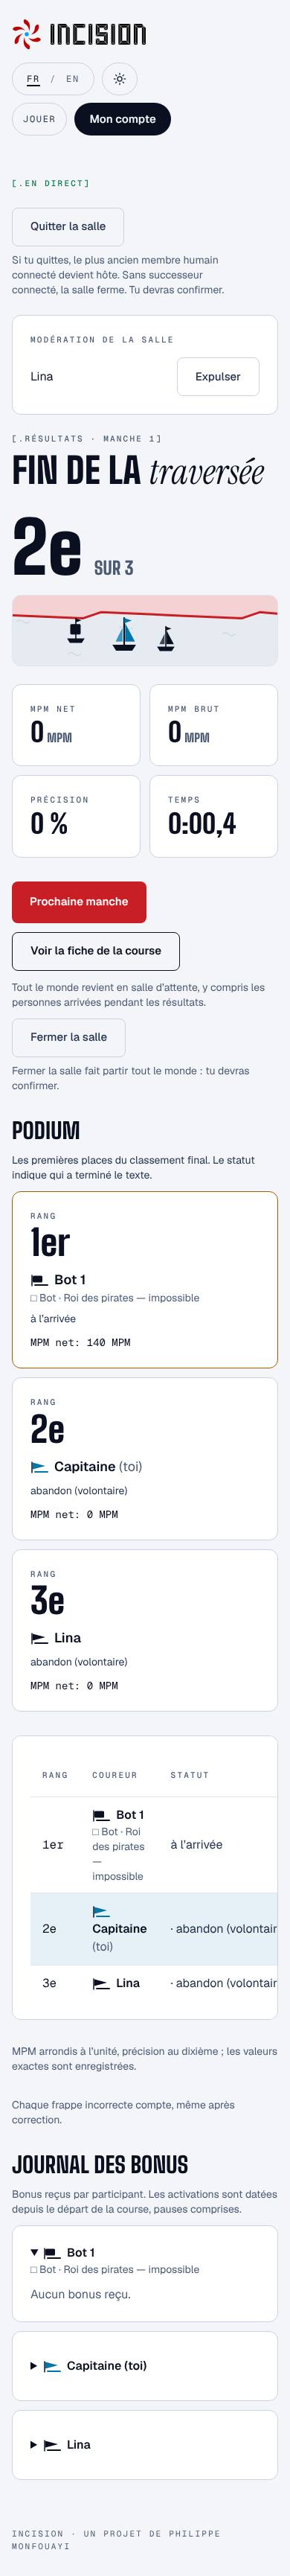 INCISION
FR / EN
JOUER
Mon compte
[.EN DIRECT]
Quitter la salle
Si tu quittes, le plus ancien membre humain
connecté devient hôte. Sans successeur
connecté, la salle ferme. Tu devras confirmer.
MODÉRATION DE LA SALLE
Lina
Expulser
[.RÉSULTATS · MANCHE 1]
FIN DE LA traversée
2e SUR 3
MPM NET
0 MPM
MPM BRUT
0 MPM
PRÉCISION
0 %
TEMPS
0:00,4
Prochaine manche
Voir la fiche de la course
Tout le monde revient en salle d'attente, y compris les
personnes arrivées pendant les résultats.
Fermer la salle
Fermer la salle fait partir tout le monde : tu devras
confirmer.
PODIUM
Les premières places du classement final. Le statut
indique qui a terminé le texte.
RANG
1er
Bot 1
□ Bot · Roi des pirates — impossible
à l'arrivée
MPM net: 140 MPM
RANG
2e
Capitaine (toi)
abandon (volontaire)
MPM net: 0 MPM
RANG
3e
Lina
abandon (volontaire)
MPM net: 0 MPM
RANG COUREUR STATUT
Bot 1
□ Bot · Roi
1er des pirates à l'arrivée
—
impossible
2e Capitaine · abandon (volontair
(toi)
3e Lina · abandon (volontair
MPM arrondis à l'unité, précision au dixième ; les valeurs
exactes sont enregistrées.
Chaque frappe incorrecte compte, même après
correction.
JOURNAL DES BONUS
Bonus reçus par participant. Les activations sont datées
depuis le départ de la course, pauses comprises.
▼ Bot 1
□ Bot · Roi des pirates — impossible
Aucun bonus reçu.
▶ Capitaine (toi)
▶ Lina
INCISION · UN PROJET DE PHILIPPE
MONFOUAYI